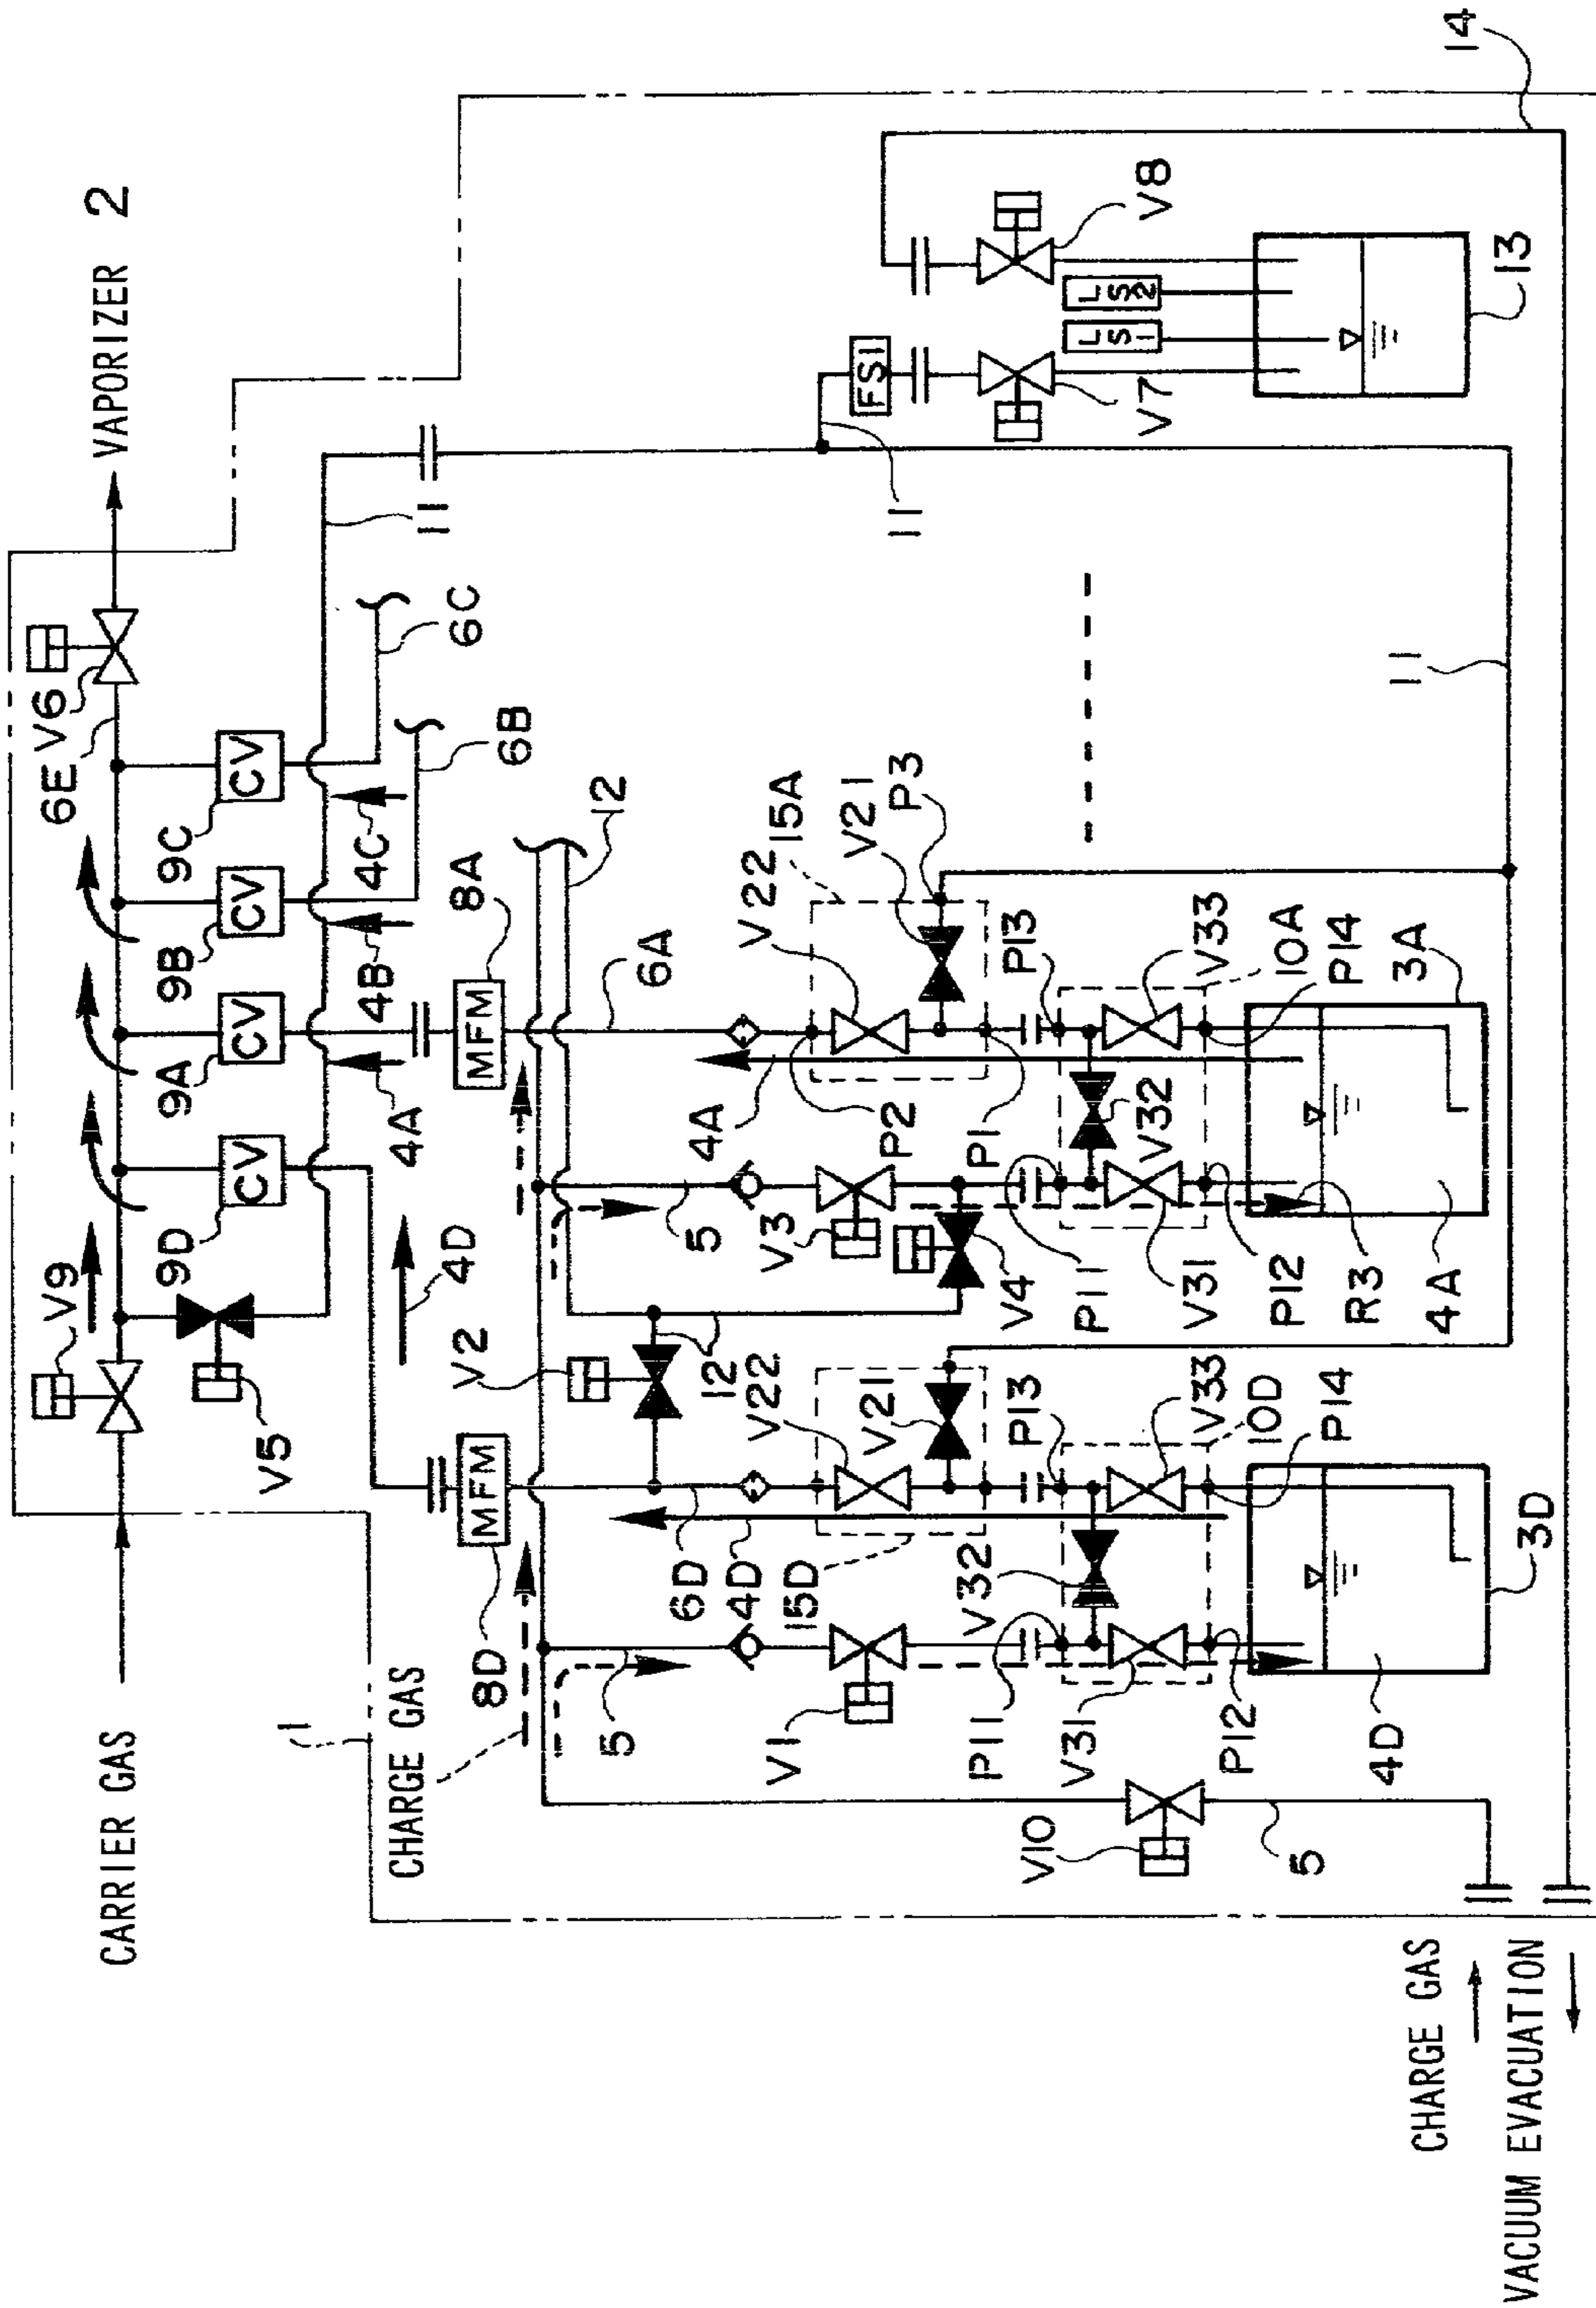 CARRIER GAS
VAPORIZER 2
V9
6E
V6
9D
9A
9B
9C
CV
CV
CV
CV
V5
4D
4A
4B
4C
6B
6C
11
14
1
CHARGE GAS
8D
MFM
V2
12
MFM
8A
12
6A
11
FS1
LS1
LS2
V7
V8
13
5
6D
4D
15D
V22
V21
5
V3
V4
4A
P2
P1
V22
15A
V21
P3
V1
P11
V32
V31
P12
P13
V33
10D
P14
P11
V31
P12
V32
P13
V33
10A
P14
R3
3A
4A
4D
3D
11
V10
5
CHARGE GAS
VACUUM EVACUATION